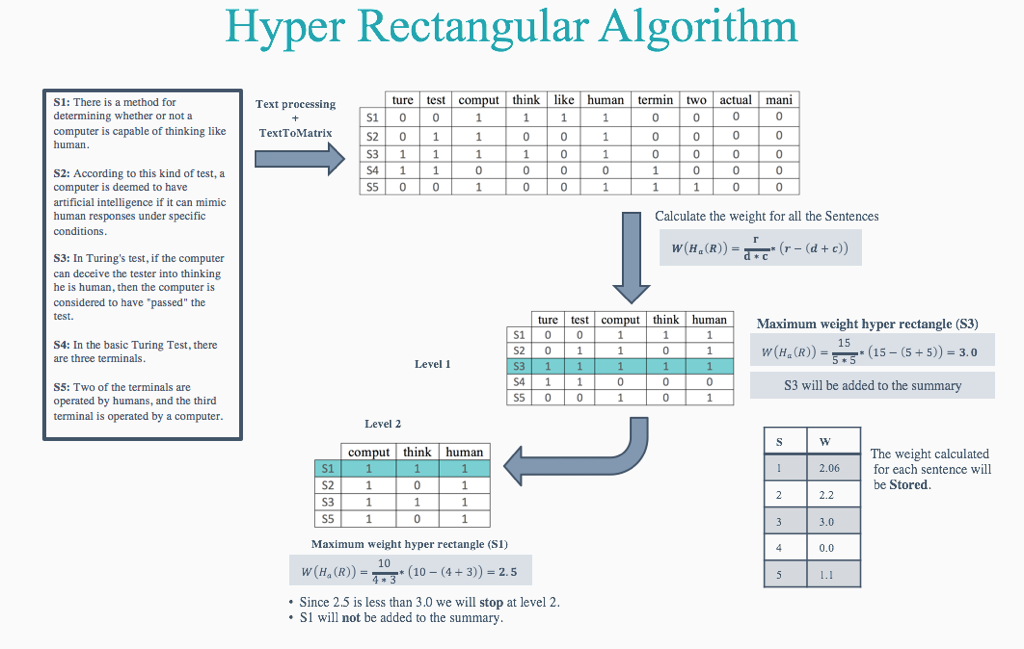 Hyper Rectangular Algorithm
S1: There is a method for
determining whether or not a
computer is capable of thinking like
human.
S2: According to this kind of test, a
computer is deemed to have
artificial intelligence if it can mimic
human responses under specific
conditions.
S3: In Turing's test, if the computer
can deceive the tester into thinking
he is human, then the computer is
considered to have "passed" the
test.
S4: In the basic Turing Test, there
are three terminals.
S5: Two of the terminals are
operated by humans, and the third
terminal is operated by a computer.
Text processing
+
TextToMatrix
ture test comput think like human termin two actual mani
S1 0 0 1 1 1 1 0 0 0 0
S2 0 1 1 0 0 1 0 0 0 0
S3 1 1 1 1 0 1 0 0 0 0
S4 1 1 0 0 0 0 1 0 0 0
S5 0 0 1 0 0 1 1 1 0 0
Calculate the weight for all the Sentences
W(Hₐ(R)) = r / d * c * (r − (d + c))
Level 1
ture test comput think human
S1 0 0 1 1 1
S2 0 1 1 0 1
S3 1 1 1 1 1
S4 1 1 0 0 0
S5 0 0 1 0 1
Maximum weight hyper rectangle (S3)
W(Hₐ(R)) = 15 / 5 * 5 * (15 − (5 + 5)) = 3.0
S3 will be added to the summary
Level 2
comput think human
S1 1 1 1
S2 1 0 1
S3 1 1 1
S5 1 0 1
Maximum weight hyper rectangle (S1)
W(Hₐ(R)) = 10 / 4 * 3 * (10 − (4 + 3)) = 2.5
• Since 2.5 is less than 3.0 we will stop at level 2.
• S1 will not be added to the summary.
S W
1 2.06
2 2.2
3 3.0
4 0.0
5 1.1
The weight calculated
for each sentence will
be Stored.